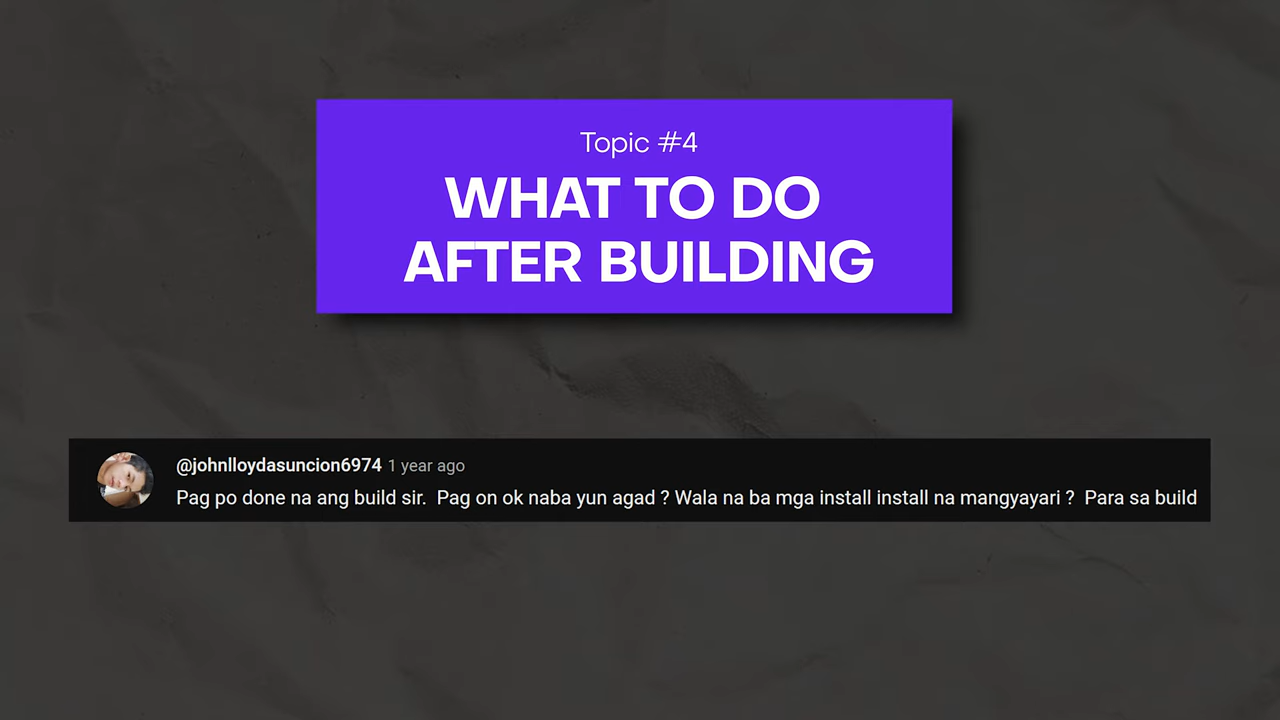 Topic #4
WHAT TO DO
AFTER BUILDING
@johnlloydasuncion6974 1 year ago
Pag po done na ang build sir.  Pag on ok naba yun agad ? Wala na ba mga install install na mangyayari ?  Para sa build